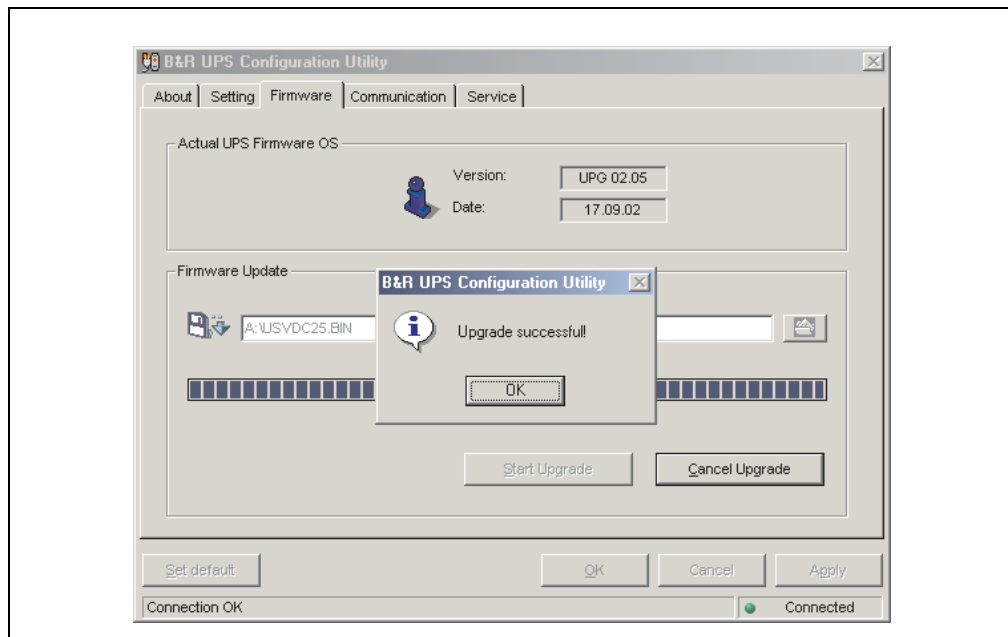 B&R UPS Configuration Utility
About Setting Firmware Communication Service
Actual UPS Firmware OS
Version: UPG 02.05
Date: 17.09.02
Firmware Update
A:\USVDC25.BIN
B&R UPS Configuration Utility
Upgrade successful!
OK
Start Upgrade Cancel Upgrade
Set default OK Cancel Apply
Connection OK Connected